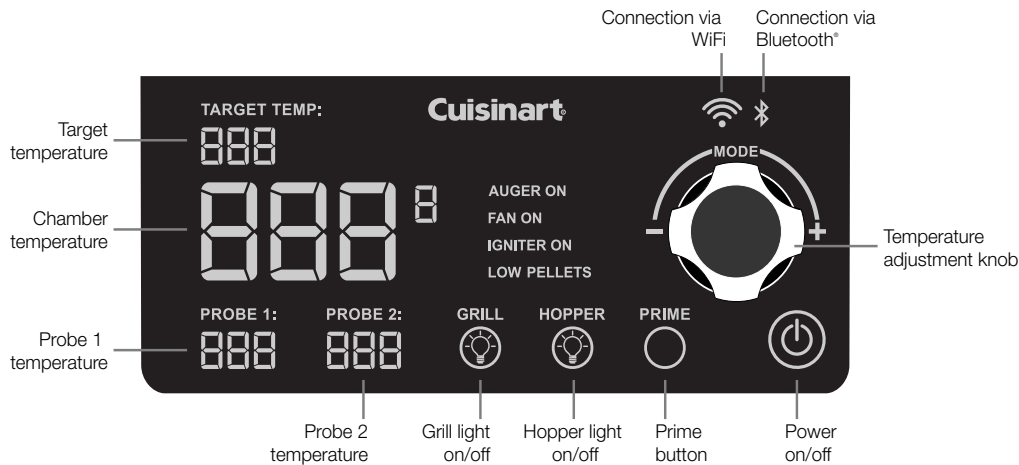 Connection via
WiFi
Connection via
Bluetooth®
TARGET TEMP:
888
Cuisinart®
Target
temperature
MODE
888
8
AUGER ON
FAN ON
IGNITER ON
LOW PELLETS
Chamber
temperature
−
+
Temperature
adjustment knob
PROBE 1:
PROBE 2:
GRILL
HOPPER
PRIME
888
888
Probe 1
temperature
Probe 2
temperature
Grill light
on/off
Hopper light
on/off
Prime
button
Power
on/off